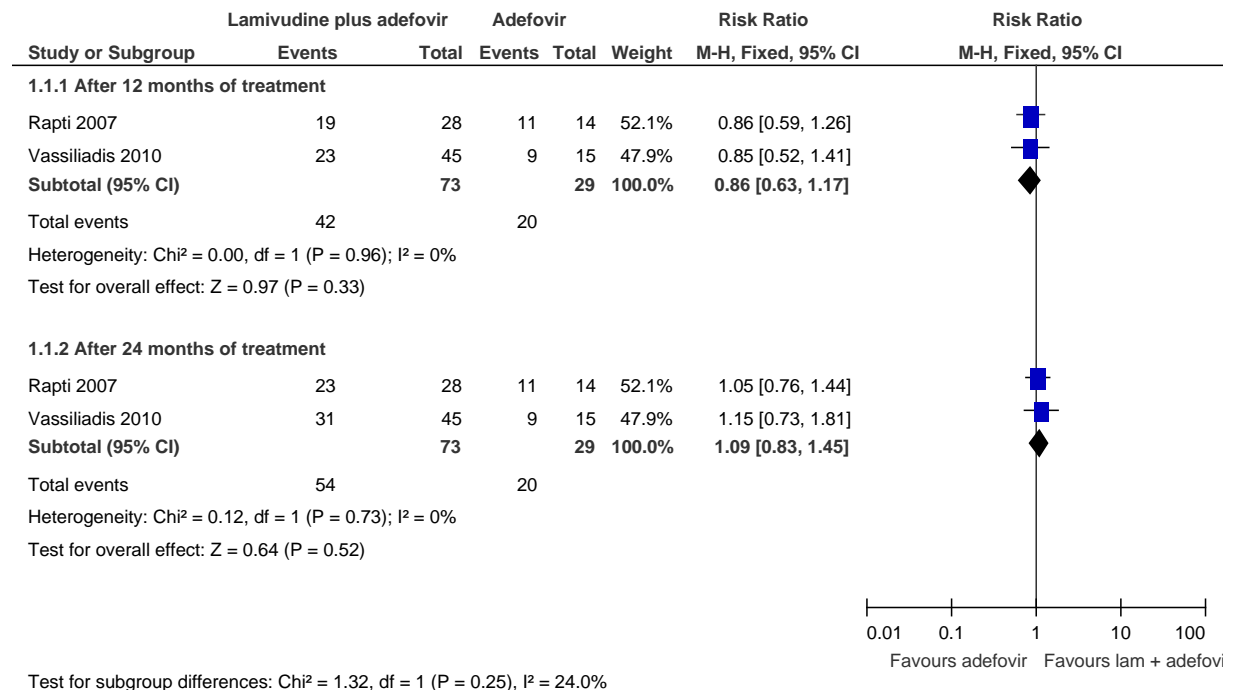 Lamivudine plus adefovir Adefovir Risk Ratio Risk Ratio
Study or Subgroup Events Total Events Total Weight M-H, Fixed, 95% CI M-H, Fixed, 95% CI
1.1.1 After 12 months of treatment
Rapti 2007 19 28 11 14 52.1% 0.86 [0.59, 1.26]
Vassiliadis 2010 23 45 9 15 47.9% 0.85 [0.52, 1.41]
Subtotal (95% CI) 73 29 100.0% 0.86 [0.63, 1.17]
Total events 42 20
Heterogeneity: Chi² = 0.00, df = 1 (P = 0.96); I² = 0%
Test for overall effect: Z = 0.97 (P = 0.33)
1.1.2 After 24 months of treatment
Rapti 2007 23 28 11 14 52.1% 1.05 [0.76, 1.44]
Vassiliadis 2010 31 45 9 15 47.9% 1.15 [0.73, 1.81]
Subtotal (95% CI) 73 29 100.0% 1.09 [0.83, 1.45]
Total events 54 20
Heterogeneity: Chi² = 0.12, df = 1 (P = 0.73); I² = 0%
Test for overall effect: Z = 0.64 (P = 0.52)
0.01 0.1 1 10 100
Favours adefovir Favours lam + adefovi
Test for subgroup differences: Chi² = 1.32, df = 1 (P = 0.25), I² = 24.0%